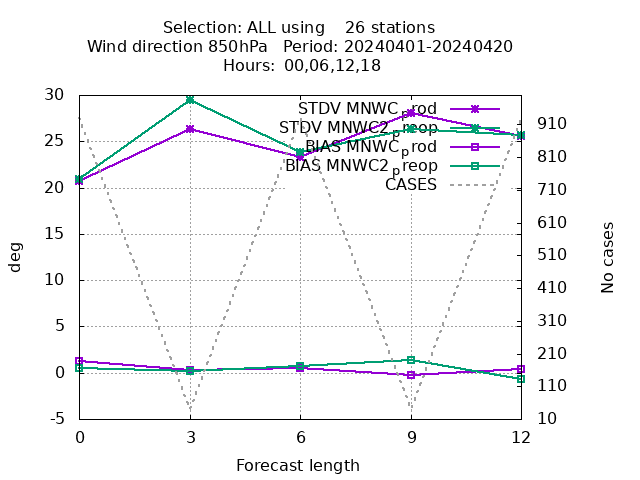 Selection: ALL using 26 stations
Wind direction 850hPa Period: 20240401-20240420
Hours: 00,06,12,18
STDV MNWC_prod
STDV MNWC2_preop
BIAS MNWC_prod
BIAS MNWC2_preop
CASES
30
25
20
15
10
5
0
-5
deg
910
810
710
610
510
410
310
210
110
10
No cases
0 3 6 9 12
Forecast length